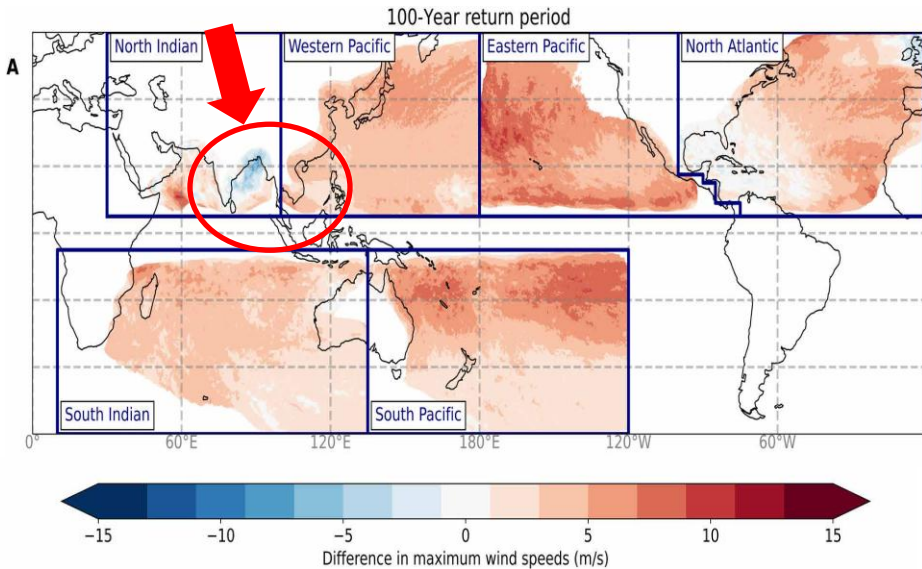 100-Year return period
A
North Indian
Western Pacific
Eastern Pacific
North Atlantic
South Indian
South Pacific
0°
60°E
120°E
180°E
120°W
60°W
−15
−10
−5
0
5
10
15
Difference in maximum wind speeds (m/s)